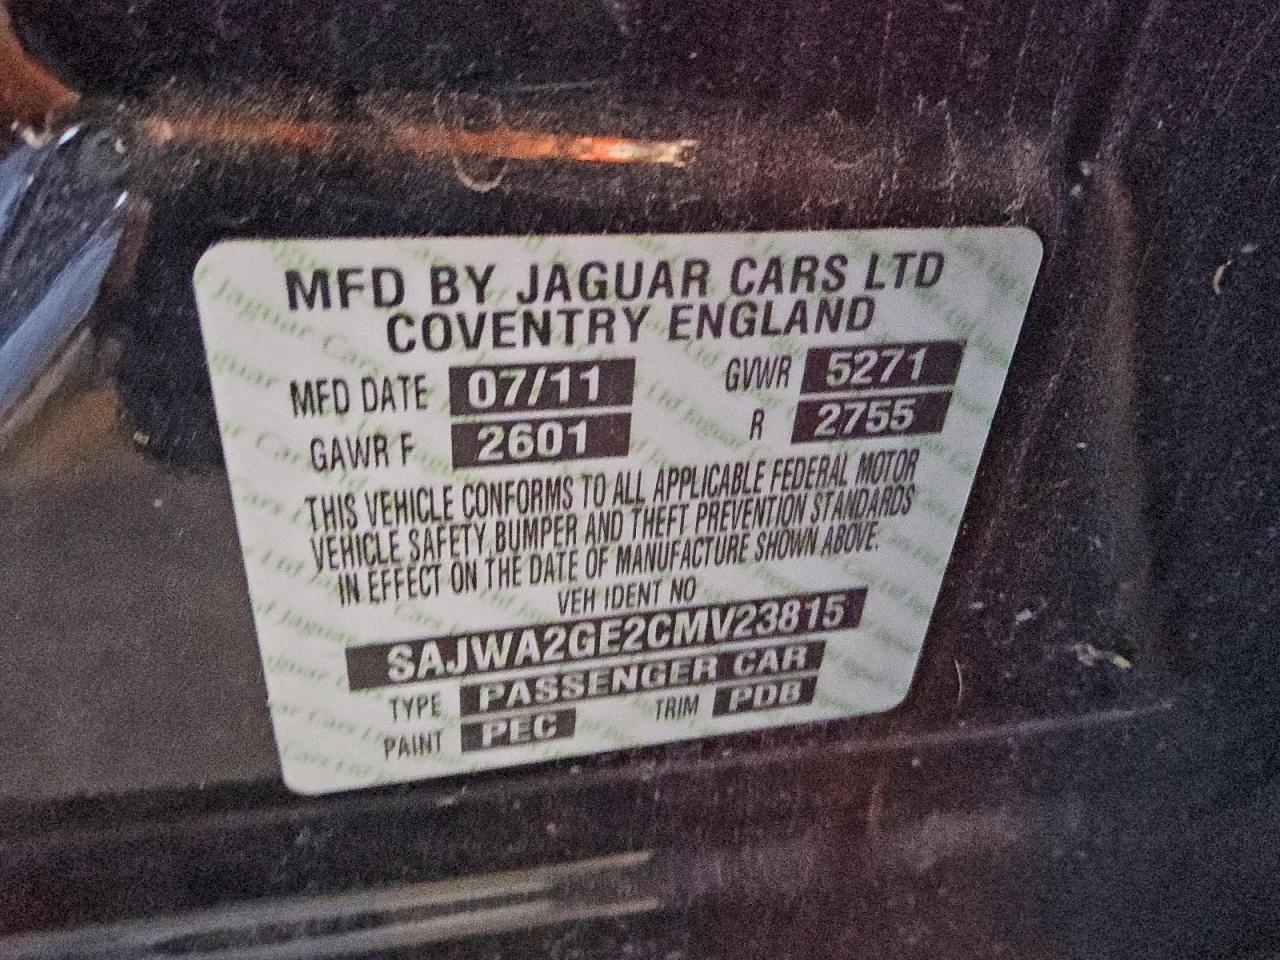 MFD BY JAGUAR CARS LTD
COVENTRY ENGLAND
MFD DATE 07/11 GVWR 5271
GAWR F 2601 R 2755
THIS VEHICLE CONFORMS TO ALL APPLICABLE FEDERAL MOTOR
VEHICLE SAFETY, BUMPER AND THEFT PREVENTION STANDARDS
IN EFFECT ON THE DATE OF MANUFACTURE SHOWN ABOVE.
VEH IDENT NO
SAJWA2GE2CMV23815
TYPE PASSENGER CAR
PAINT PEC TRIM PDB